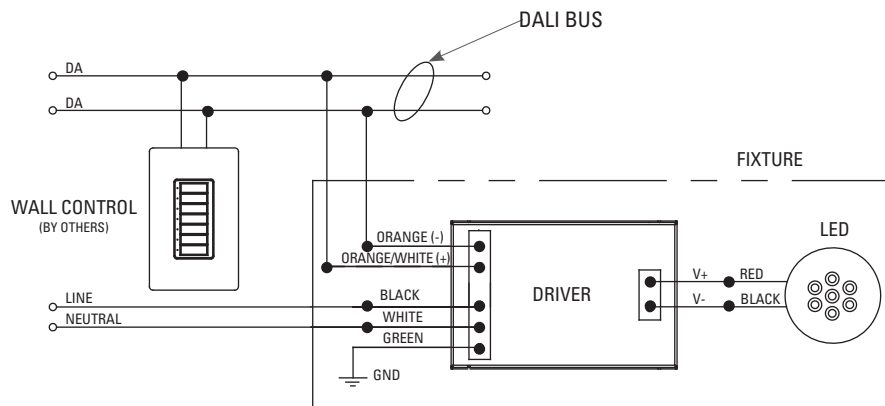 DALI BUS
DA
DA
FIXTURE
WALL CONTROL
(BY OTHERS)
LED
ORANGE (-)
ORANGE/WHITE (+)
V+
RED
DRIVER
LINE
BLACK
V-
BLACK
NEUTRAL
WHITE
GREEN
GND